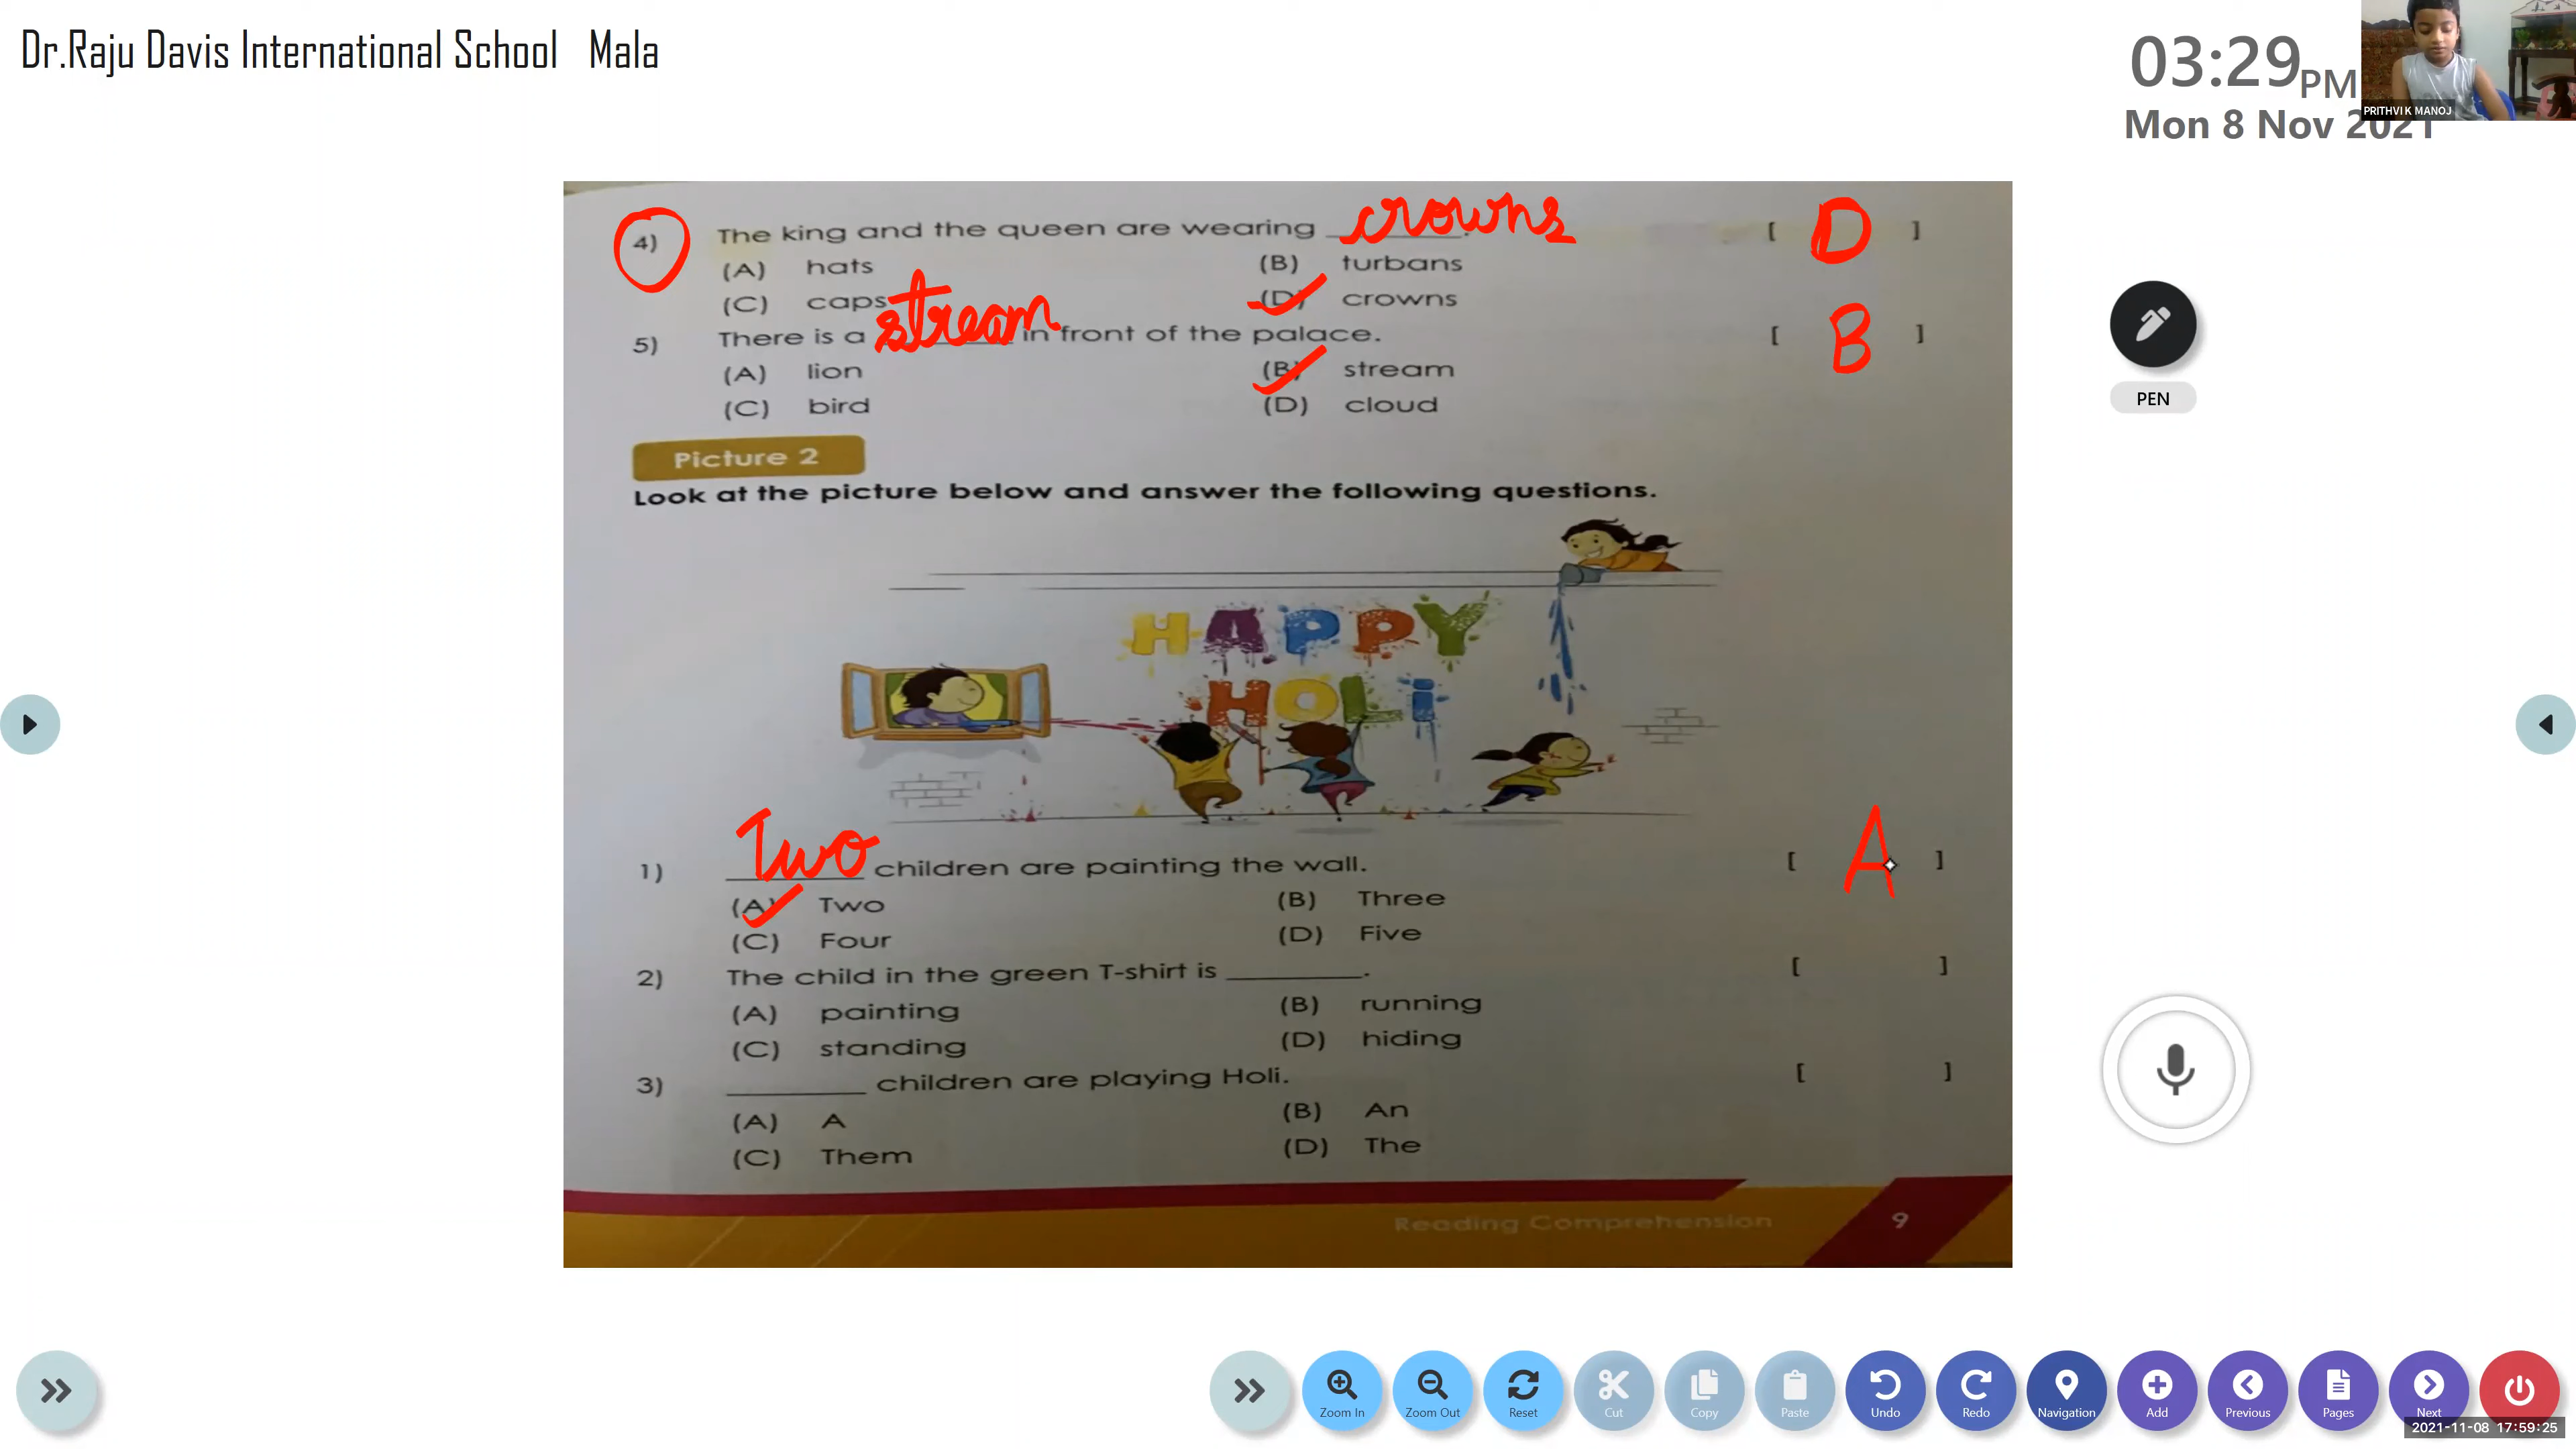 Dr.Raju Davis International School Mala
03:29 PM
Mon 8 Nov 2021
PRITHVI K MANOJ
4) The king and the queen are wearing crowns. [ D ]
(A) hats (B) turbans
(C) caps (D) crowns
5) There is a stream in front of the palace. [ B ]
(A) lion (B) stream
(C) bird (D) cloud
PEN
Picture 2
Look at the picture below and answer the following questions.
HAPPY
HOLi
1) Two children are painting the wall. [ A ]
(A) Two (B) Three
(C) Four (D) Five
2) The child in the green T-shirt is ________. [ ]
(A) painting (B) running
(C) standing (D) hiding
3) ________ children are playing Holi. [ ]
(A) A (B) An
(C) Them (D) The
Reading Comprehension 9
Zoom In Zoom Out Reset Cut Copy Paste Undo Redo Navigation Add Previous Pages Next
2021-11-08 17:59:25